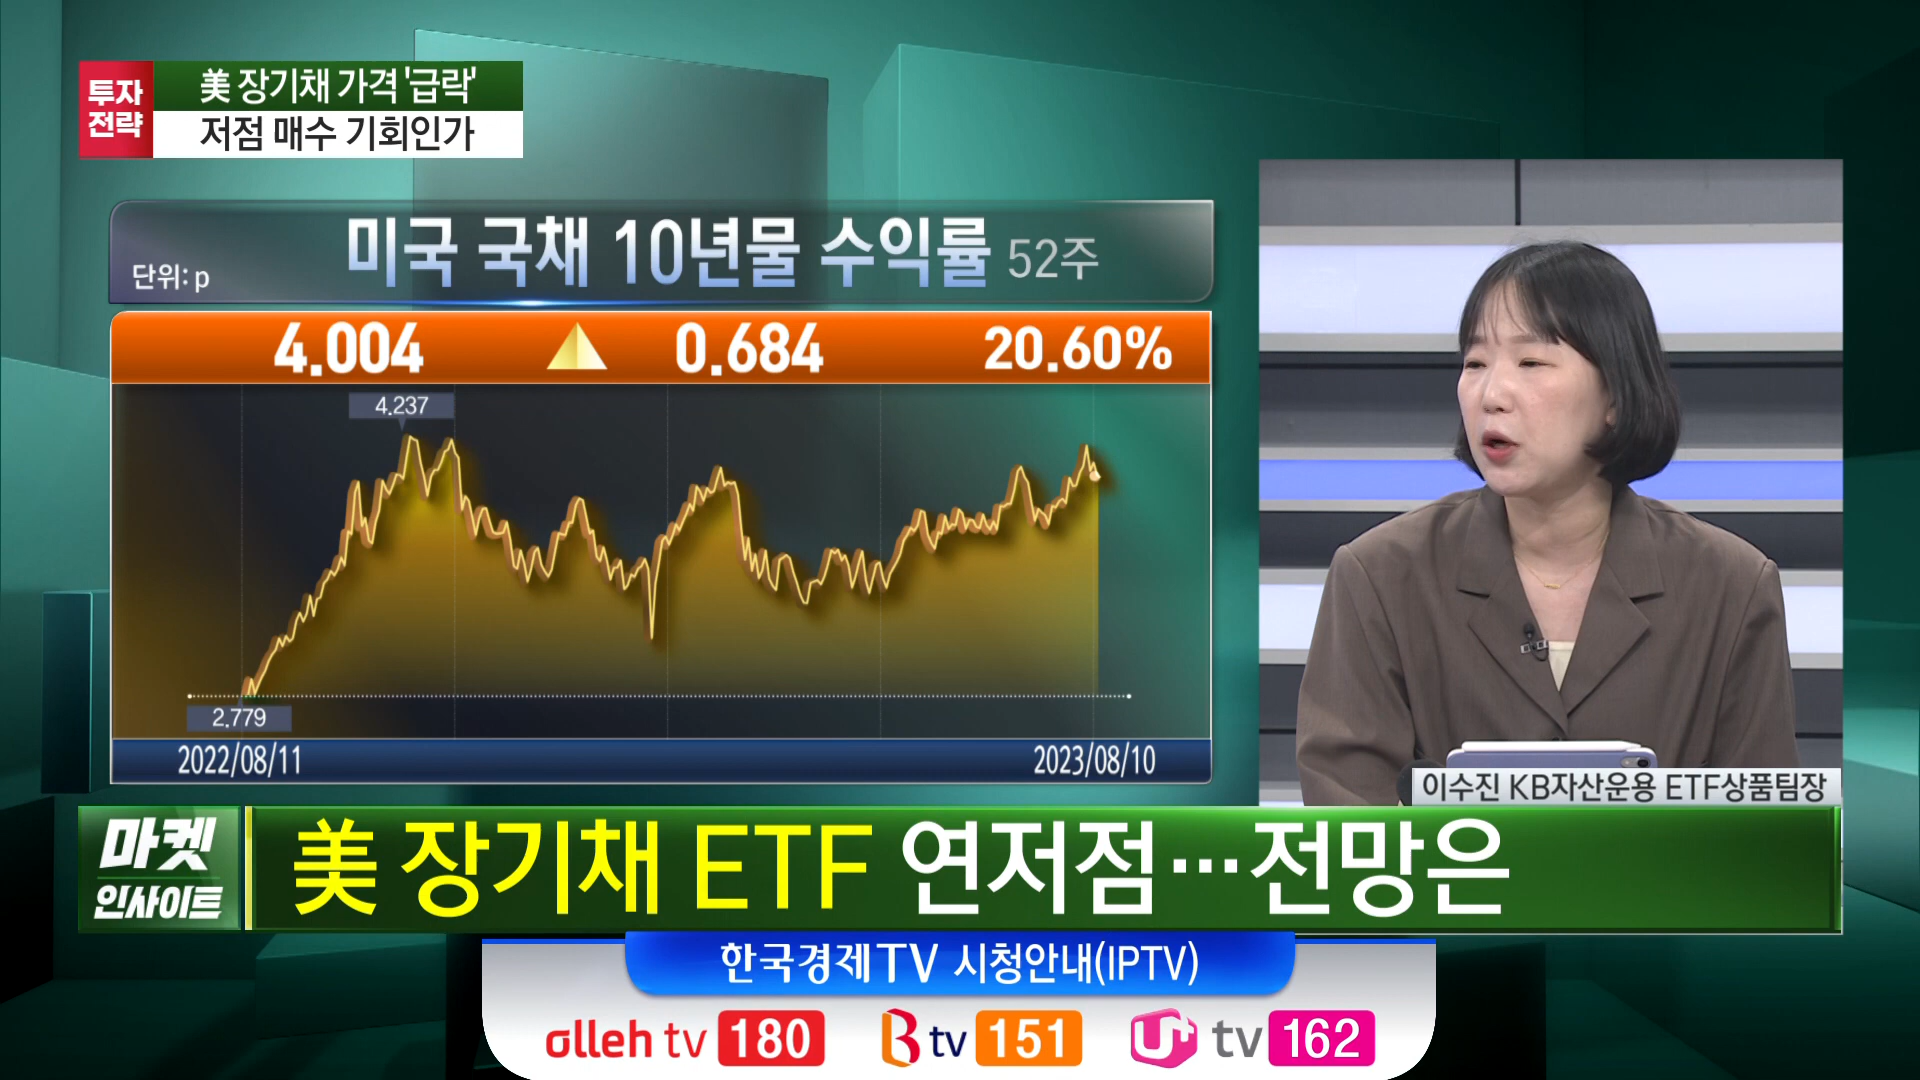 투자
전략
美 장기채 가격 '급락'
저점 매수 기회인가
단위: p
미국 국채 10년물 수익률 52주
4.004 ▲ 0.684 20.60%
4.237
2.779
2022/08/11
2023/08/10
이수진 KB자산운용 ETF상품팀장
마켓
인사이트
美 장기채 ETF 연저점…전망은
한국경제TV 시청안내(IPTV)
olleh tv 180
B tv 151
U+ tv 162